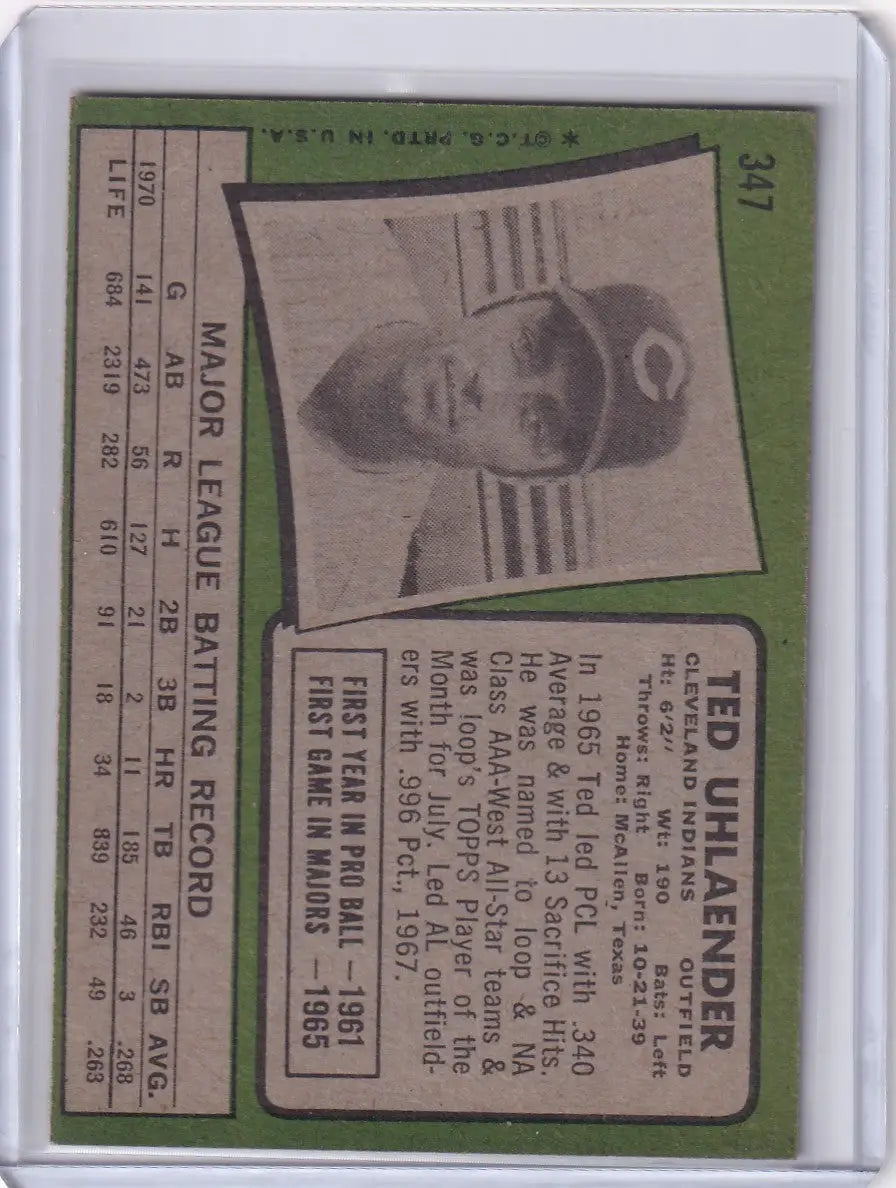 347
* ©T.C.G. PRTD. IN U.S.A.
C
TED UHLAENDER
CLEVELAND INDIANS OUTFIELD
Ht: 6'2" Wt: 190 Bats: Left
Throws: Right Born: 10-21-39
Home: McAllen, Texas
In 1965 Ted led PCL with .340
Average & with 13 Sacrifice Hits.
He was named to loop & NA
Class AAA-West All-Star teams &
was loop's TOPPS Player of the
Month for July. Led AL outfield-
ers with .996 Pct., 1967.
FIRST YEAR IN PRO BALL — 1961
FIRST GAME IN MAJORS — 1965
MAJOR LEAGUE BATTING RECORD
G AB R H 2B 3B HR TB RBI SB AVG.
1970 141 473 56 127 21 2 11 185 46 3 .268
LIFE 684 2319 282 610 91 18 34 839 232 49 .263